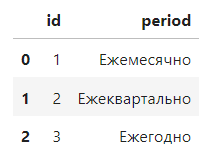 id period
0 1 Ежемесячно
1 2 Ежеквартально
2 3 Ежегодно